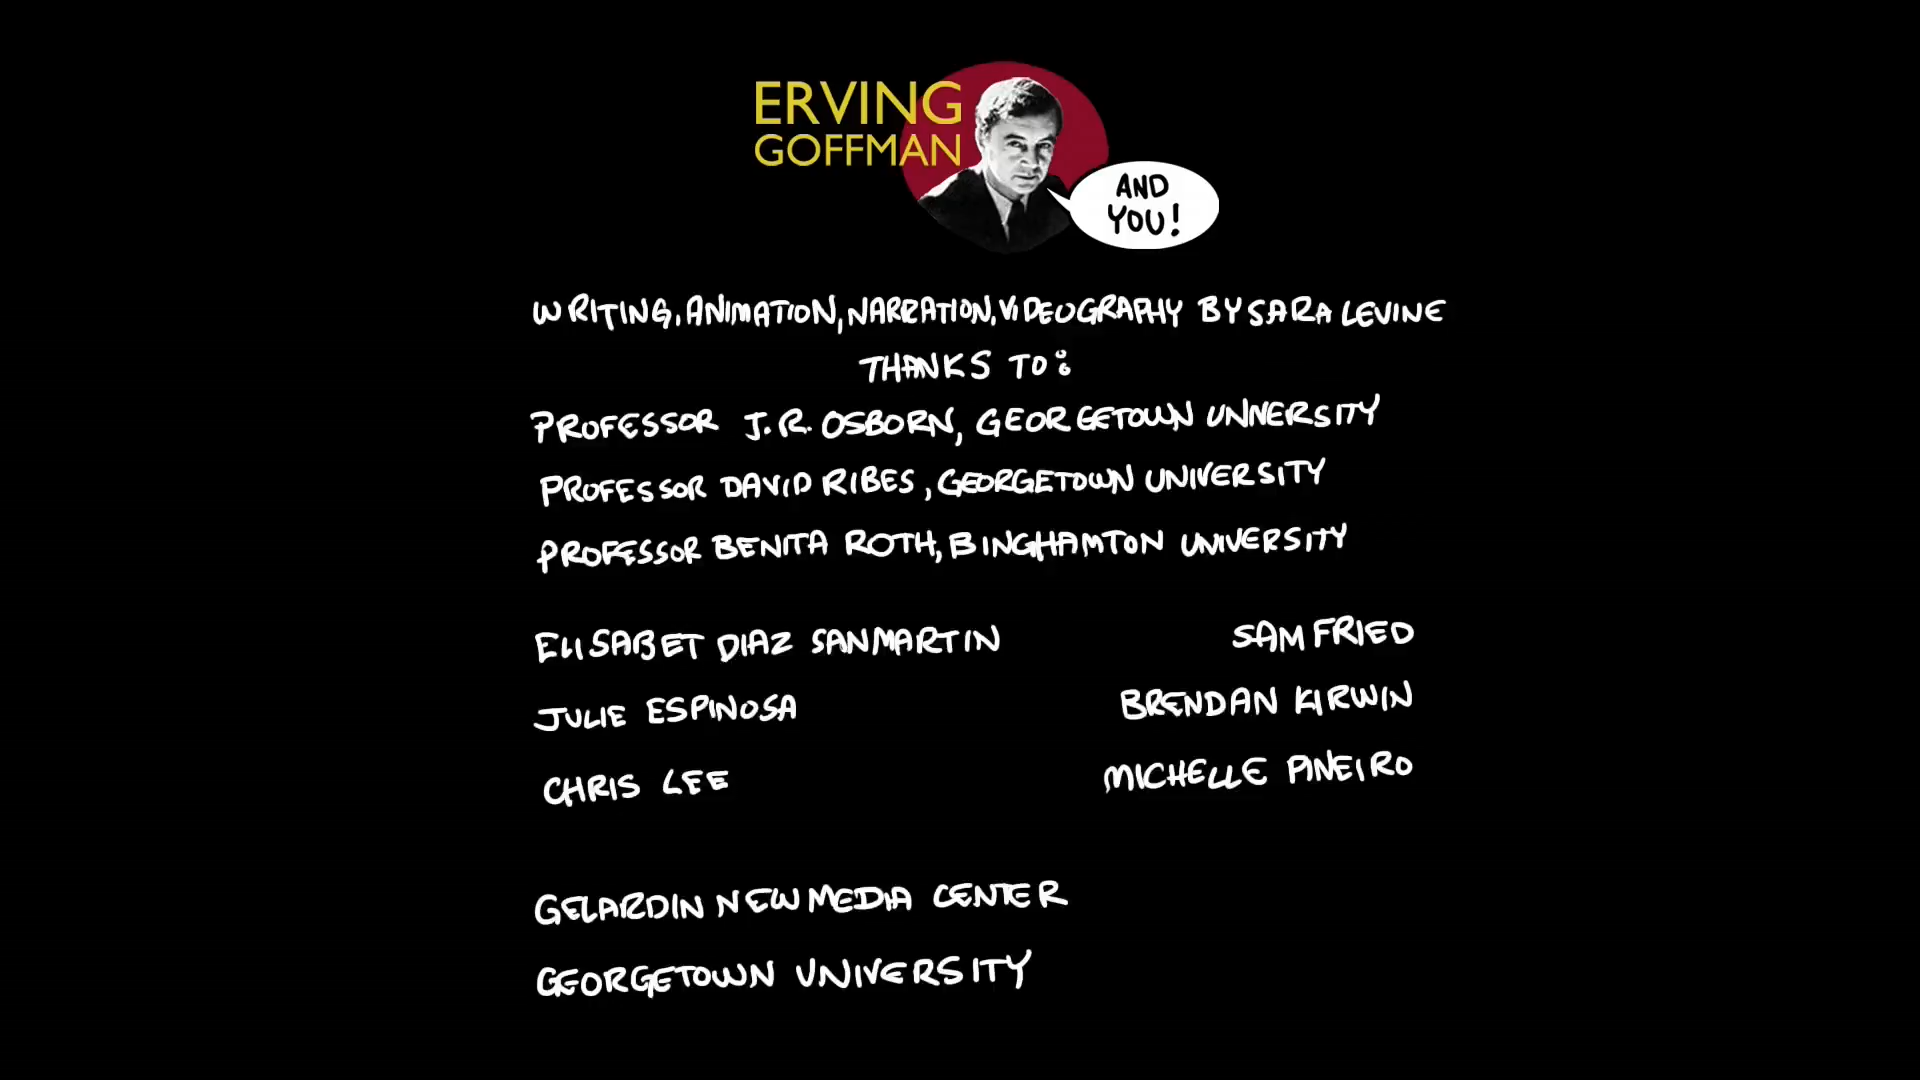 ERVING
GOFFMAN
AND
YOU!
WRITING, ANIMATION, NARRATION, VIDEOGRAPHY BY SARA LEVINE
THANKS TO:
PROFESSOR J.R. OSBORN, GEORGETOWN UNIVERSITY
PROFESSOR DAVID RIBES, GEORGETOWN UNIVERSITY
PROFESSOR BENITA ROTH, BINGHAMTON UNIVERSITY
ELISABET DIAZ SANMARTIN SAM FRIED
JULIE ESPINOSA BRENDAN KIRWIN
CHRIS LEE MICHELLE PINEIRO
GELARDIN NEW MEDIA CENTER
GEORGETOWN UNIVERSITY